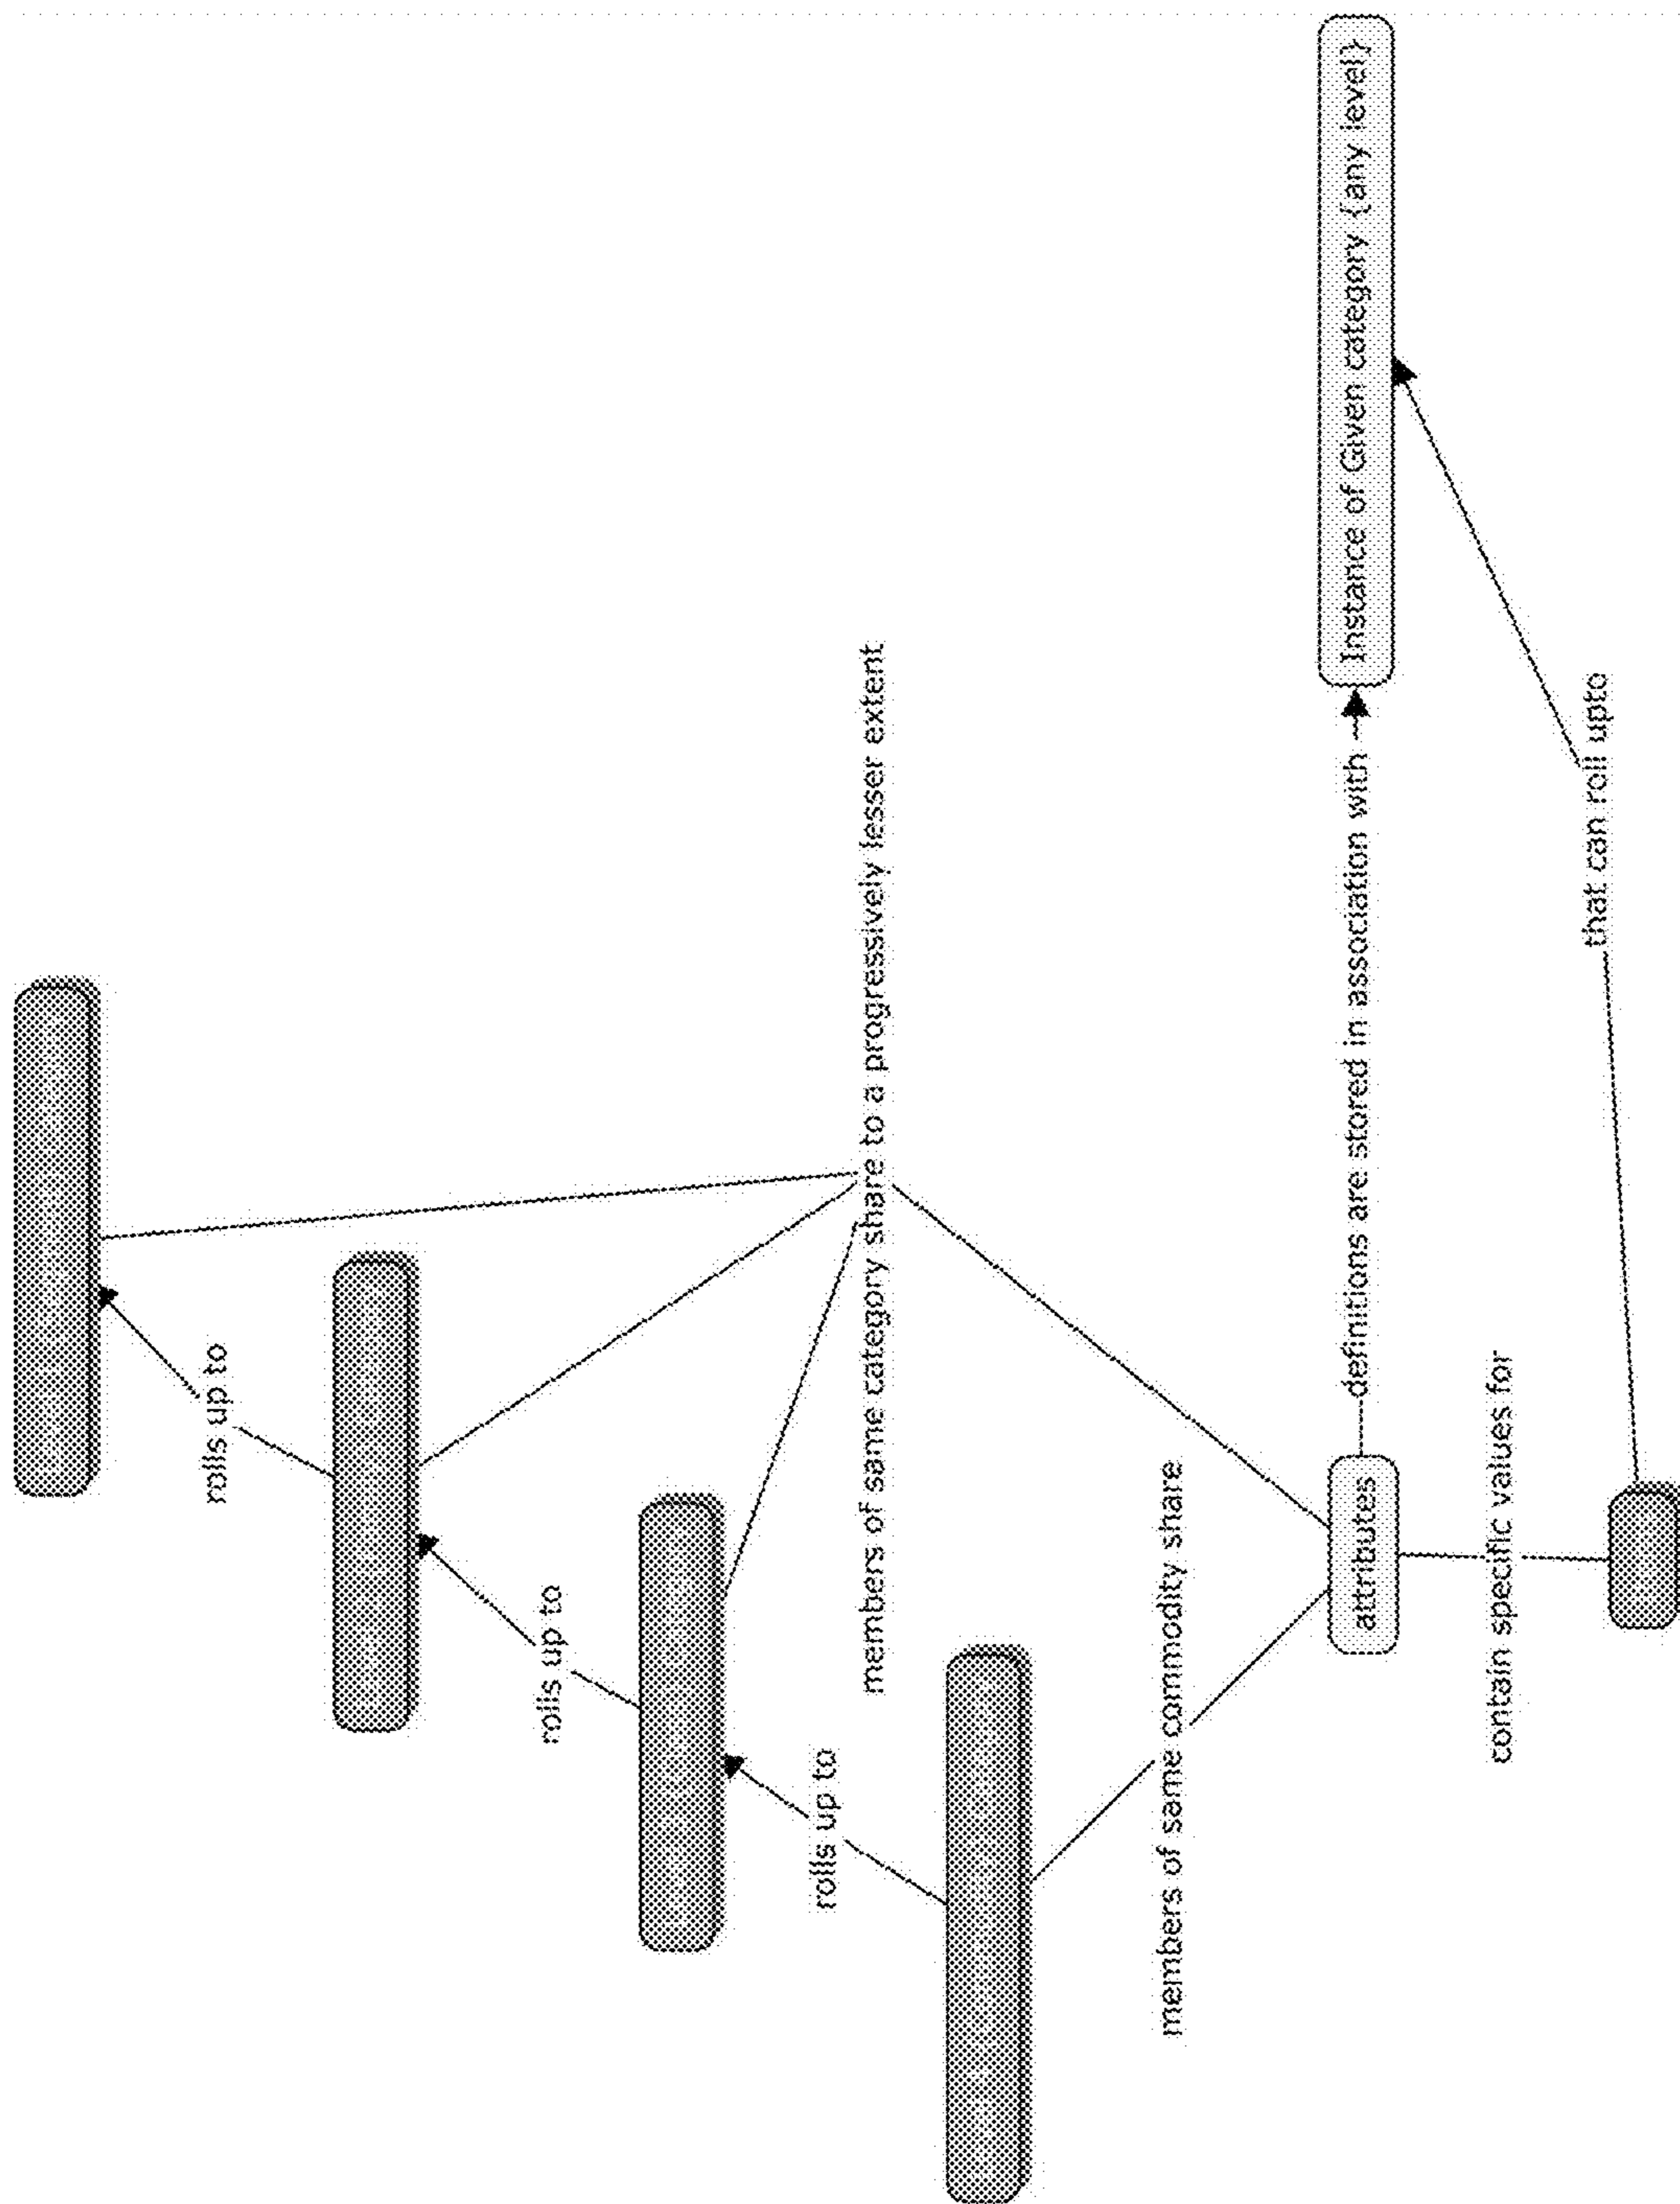 rolls up to
rolls up to
rolls up to
members of same category share to a progressively lesser extent
members of same commodity share
attributes
definitions are stored in association with
Instance of Given category (any level)
contain specific values for
that can roll upto